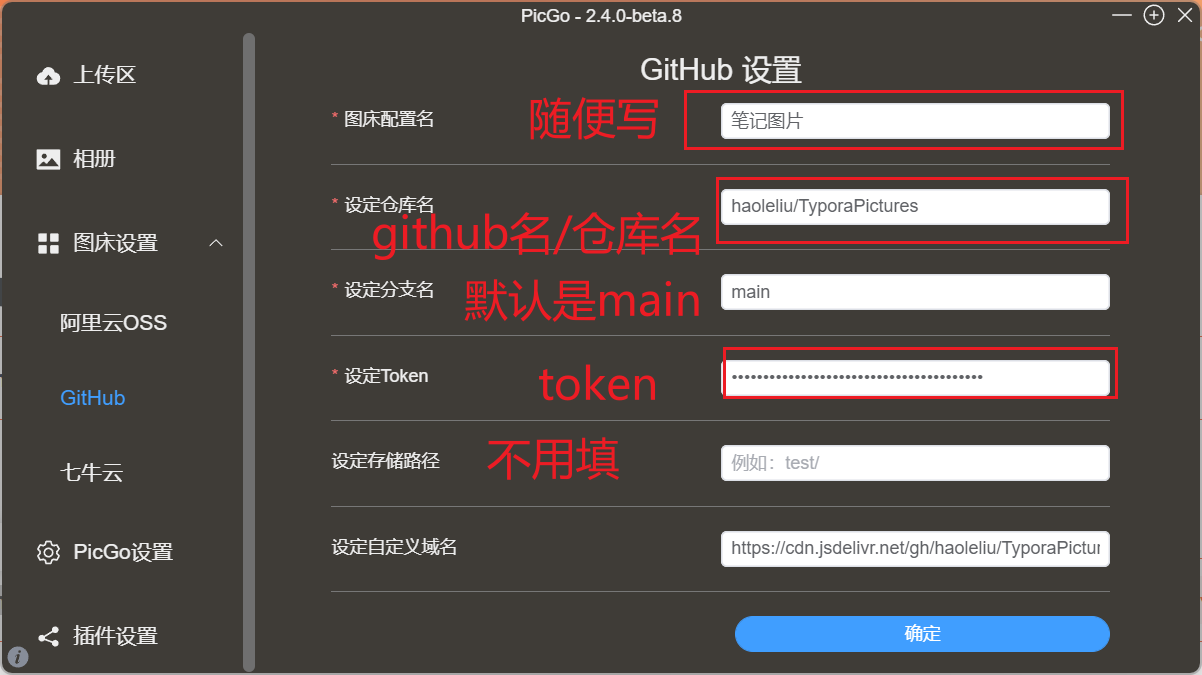 PicGo - 2.4.0-beta.8
上传区
相册
图床设置
阿里云OSS
GitHub
七牛云
PicGo设置
插件设置
GitHub 设置
* 图床配置名 随便写 笔记图片
* 设定仓库名 github名/仓库名 haoleliu/TyporaPictures
* 设定分支名 默认是main main
* 设定Token token
设定存储路径 不用填 例如：test/
设定自定义域名 https://cdn.jsdelivr.net/gh/haoleliu/TyporaPictur
确定